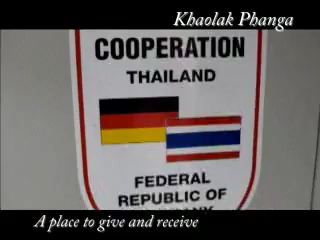 Khaolak Phanga
COOPERATION
THAILAND
FEDERAL
REPUBLIC OF
A place to give and receive